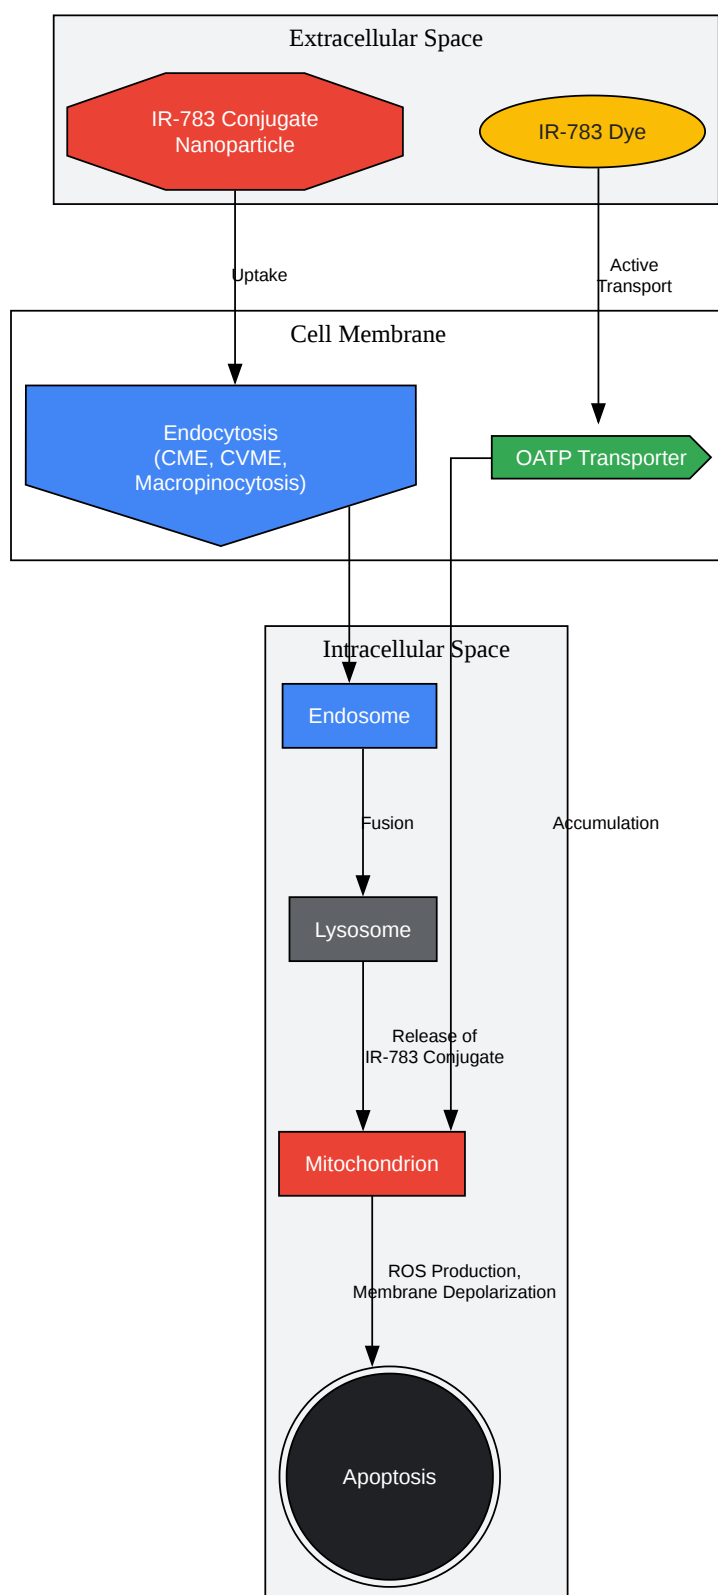 Extracellular Space
IR-783 Conjugate
Nanoparticle
IR-783 Dye
Uptake
Active
Transport
Cell Membrane
Endocytosis
(CME, CVME,
Macropinocytosis)
OATP Transporter
Intracellular Space
Endosome
Fusion
Accumulation
Lysosome
Release of
IR-783 Conjugate
Mitochondrion
ROS Production,
Membrane Depolarization
Apoptosis